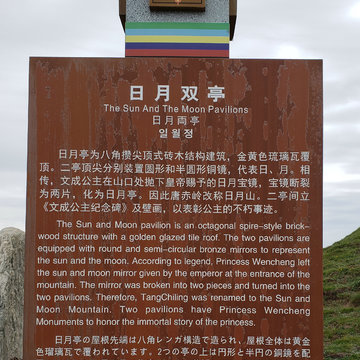 日月双亭
The Sun And The Moon Pavilions
日月両亭
일월정
日月亭为八角攒尖顶式砖木结构建筑，金黄色琉璃瓦覆
顶。二亭顶尖分别装置圆形和半圆形铜镜，代表日、月。相
传，文成公主在山口处抛下皇帝赐予的日月宝镜，宝镜断裂
为两片，化为日月亭。因此唐赤岭改称日月山。二亭间立
《文成公主纪念碑》及壁画，以表彰公主的不朽事迹。
The Sun and Moon pavilion is an octagonal spire-style brick-
wood structure with a golden glazed tile roof. The two pavilions are
equipped with round and semi-circular bronze mirrors to represent
the sun and the moon. According to legend, Princess Wencheng left
the sun and moon mirror given by the emperor at the entrance of the
mountain. The mirror was broken into two pieces and turned into the
two pavilions. Therefore, TangChiling was renamed to the Sun and
Moon Mountain. Two pavilions have Princess Wencheng
Monuments to honor the immortal story of the princess.
日月亭の屋根先端は八角レンガ構造で造られ、屋根全体は黄金
色瑠璃瓦で覆われています。2つの亭の上は円形と半円の銅鏡を配